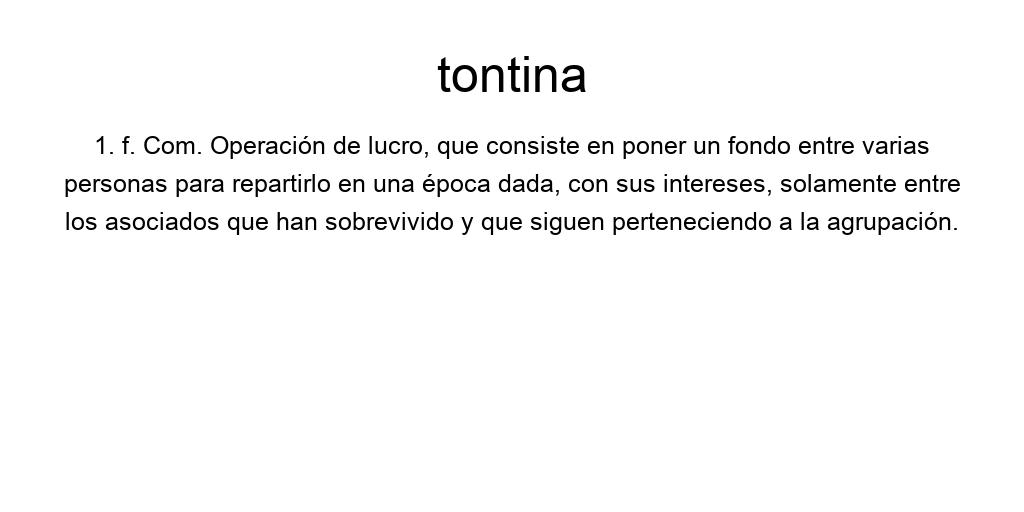 tontina
1. f. Com. Operación de lucro, que consiste en poner un fondo entre varias
personas para repartirlo en una época dada, con sus intereses, solamente entre
los asociados que han sobrevivido y que siguen perteneciendo a la agrupación.